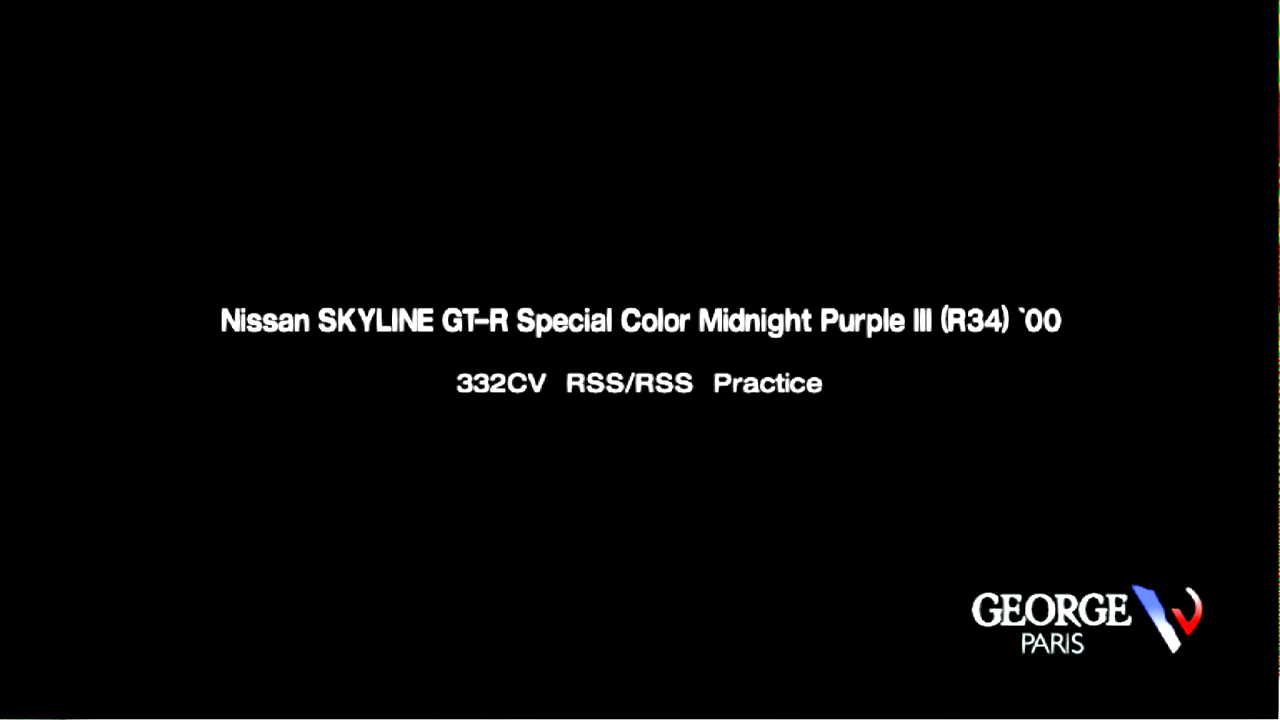 Nissan SKYLINE GT-R Special Color Midnight Purple III (R34) `00
332CV RSS/RSS Practice
GEORGE V
PARIS